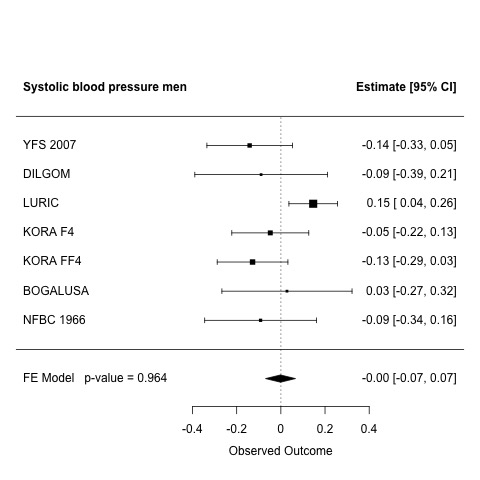 Systolic blood pressure men Estimate [95% CI]
YFS 2007 -0.14 [-0.33, 0.05]
DILGOM -0.09 [-0.39, 0.21]
LURIC 0.15 [ 0.04, 0.26]
KORA F4 -0.05 [-0.22, 0.13]
KORA FF4 -0.13 [-0.29, 0.03]
BOGALUSA 0.03 [-0.27, 0.32]
NFBC 1966 -0.09 [-0.34, 0.16]
FE Model p-value = 0.964 -0.00 [-0.07, 0.07]
-0.4 -0.2 0 0.2 0.4
Observed Outcome